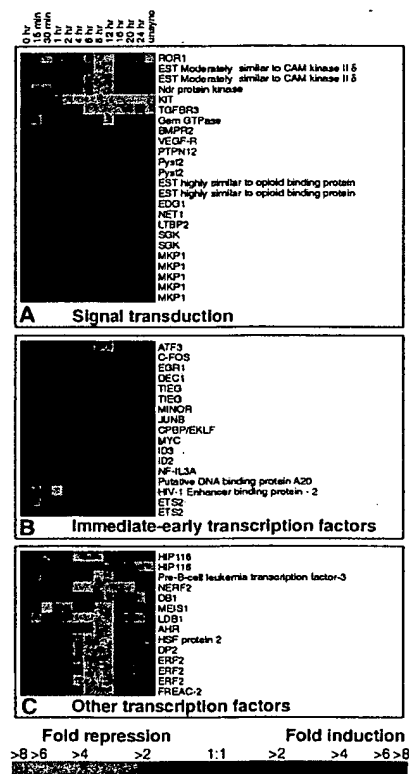 0 hr
15 min
30 min
1 hr
2 hr
4 hr
6 hr
8 hr
12 hr
16 hr
20 hr
24 hr
unsync
ROR1
EST Moderately similar to CAM kinase II δ
EST Moderately similar to CAM kinase II δ
Ndr protein kinase
KIT
TGFBR3
Gem GTPase
BMPR2
VEGF-R
PTPN12
Pyst2
Pyst2
EST highly similar to opioid binding protein
EST highly similar to opioid binding protein
EDG1
NET1
LTBP2
SGK
SGK
MKP1
MKP1
MKP1
MKP1
MKP1
A Signal transduction
ATF3
C-FOS
EGR1
DEC1
TIEG
TIEG
MINOR
JUNB
CPBP/EKLF
MYC
ID3
ID2
NF-IL3A
Putative DNA binding protein A20
HIV-1 Enhancer binding protein - 2
ETS2
ETS2
B Immediate-early transcription factors
HIP116
HIP116
Pre-B-cell leukemia transcription factor-3
NERF2
DB1
MEIS1
LDB1
AHR
HSF protein 2
DP2
ERF2
ERF2
ERF2
FREAC-2
C Other transcription factors
Fold repression Fold induction
>8 >6 >4 >2 1:1 >2 >4 >6 >8